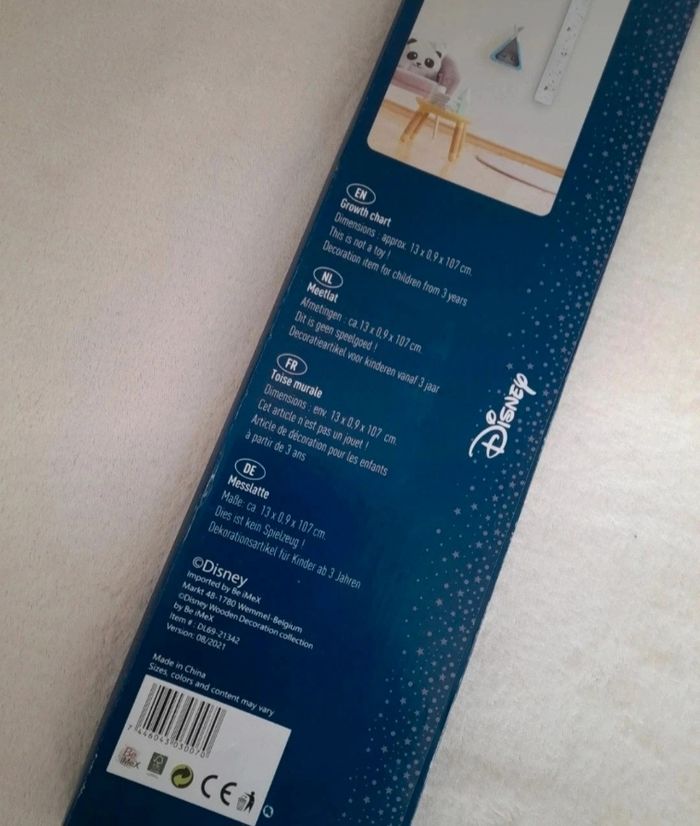 EN
Growth chart
Dimensions : approx. 13 x 0,9 x 107 cm.
This is not a toy !
Decoration item for children from 3 years
NL
Meetlat
Afmetingen : ca. 13 x 0,9 x 107 cm.
Dit is geen speelgoed !
Decoratieartikel voor kinderen vanaf 3 jaar
FR
Toise murale
Dimensions : env. 13 x 0,9 x 107 cm.
Cet article n'est pas un jouet !
Article de décoration pour les enfants
à partir de 3 ans
DE
Messlatte
Maße: ca. 13 x 0,9 x 107 cm.
Dies ist kein Spielzeug !
Dekorationsartikel für Kinder ab 3 Jahren
Disney
©Disney
Imported by Be iMeX
Markt 48-1780 Wemmel-Belgium
©Disney Wooden Decoration collection
by Be iMeX
Item # : DL69-21342
Version: 08/2021
Made in China
Sizes, colors and content may vary
7 446043 030070
Be
iMeX
FSC
CE